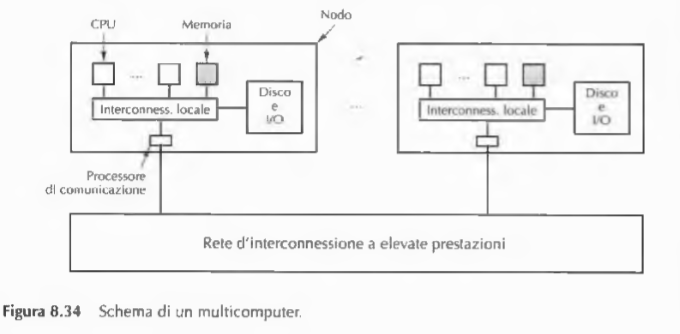 Nodo
CPU
Memoria
...
...
Disco
e
I/O
Interconness. locale
...
Disco
e
I/O
Interconness. locale
Processore
di comunicazione
Rete d'interconnessione a elevate prestazioni
Figura 8.34 Schema di un multicomputer.